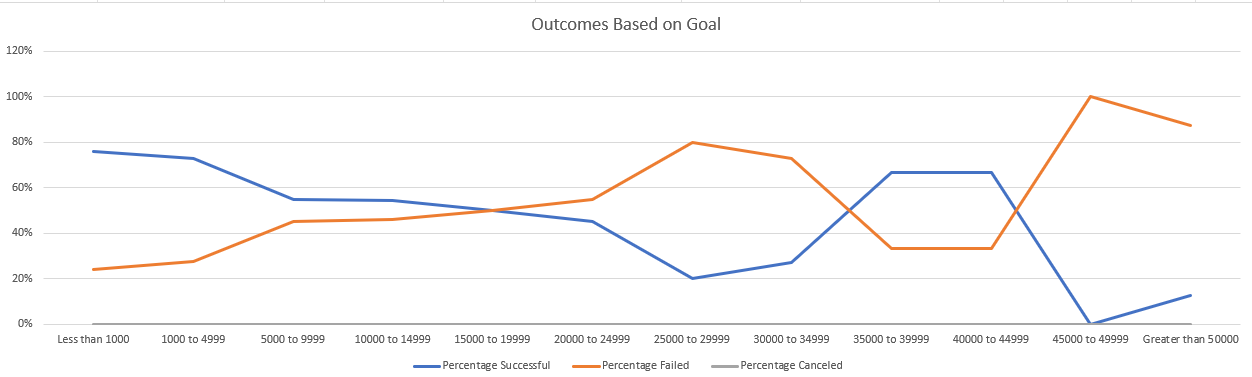 Outcomes Based on Goal
120%
100%
80%
60%
40%
20%
0%
Less than 1000 1000 to 4999 5000 to 9999 10000 to 14999 15000 to 19999 20000 to 24999 25000 to 29999 30000 to 34999 35000 to 39999 40000 to 44999 45000 to 49999 Greater than 50000
Percentage Successful Percentage Failed Percentage Canceled